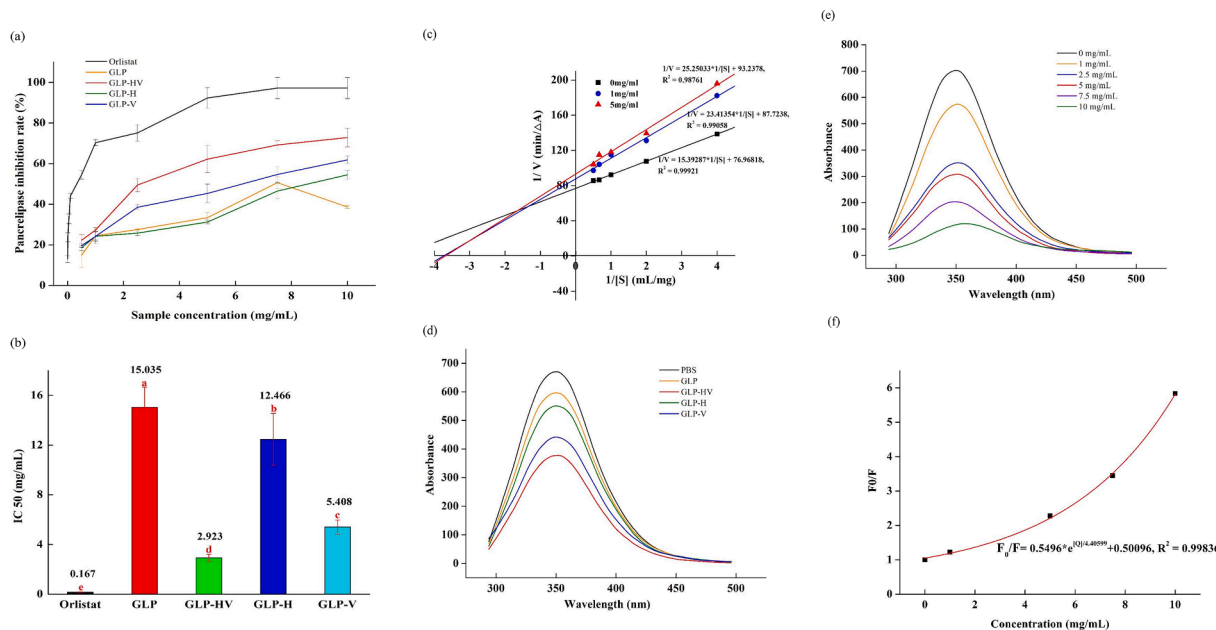 (a)
Orlistat
GLP
GLP-HV
GLP-H
GLP-V
Pancrelipase inhibition rate (%)
100
80
60
40
20
0
0
2
4
6
8
10
Sample concentration (mg/mL)
(b)
IC 50 (mg/mL)
16
12
8
4
0
0.167
e
15.035
a
2.923
d
12.466
b
5.408
c
Orlistat
GLP
GLP-HV
GLP-H
GLP-V
(c)
1/ V (min/△A)
200
160
120
80
40
0
-40
0mg/ml
1mg/ml
5mg/ml
1/V = 25.25033*1/[S] + 93.2378,
R² = 0.98761
1/V = 23.41354*1/[S] + 87.7238,
R² = 0.99058
1/V = 15.39287*1/[S] + 76.96818,
R² = 0.99921
-4
-3
-2
-1
0
1
2
3
4
1/[S] (mL/mg)
(d)
Absorbance
700
600
500
400
300
200
100
0
PBS
GLP
GLP-HV
GLP-H
GLP-V
300
350
400
450
500
Wavelength (nm)
(e)
Absorbance
800
700
600
500
400
300
200
100
0
0 mg/mL
1 mg/mL
2.5 mg/mL
5 mg/mL
7.5 mg/mL
10 mg/mL
300
350
400
450
500
Wavelength (nm)
(f)
F0/F
6
5
4
3
2
1
0
F₀/F= 0.5496*e^[Q]/4.40599+0.50096, R² = 0.9983
0
2
4
6
8
10
Concentration (mg/mL)